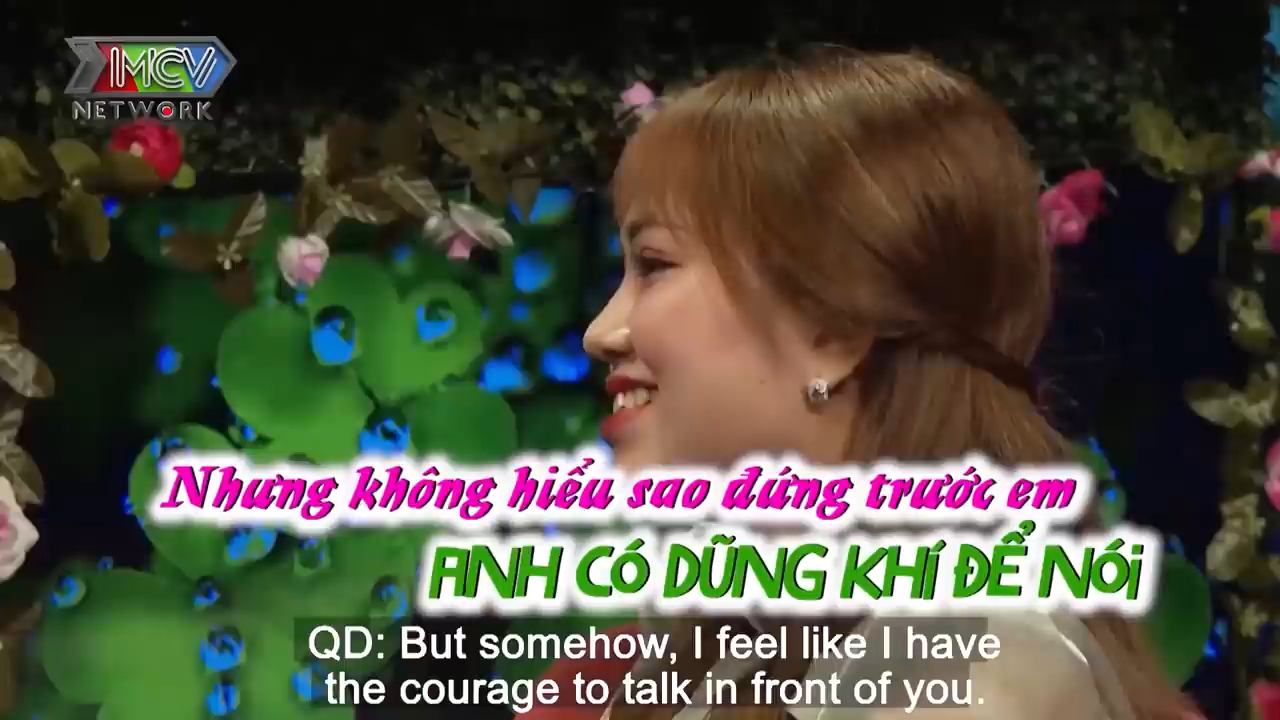 MCV
NETWORK
Nhưng không hiểu sao đứng trước em
ANH CÓ DŨNG KHÍ ĐỂ NÓI
QD: But somehow, I feel like I have
the courage to talk in front of you.